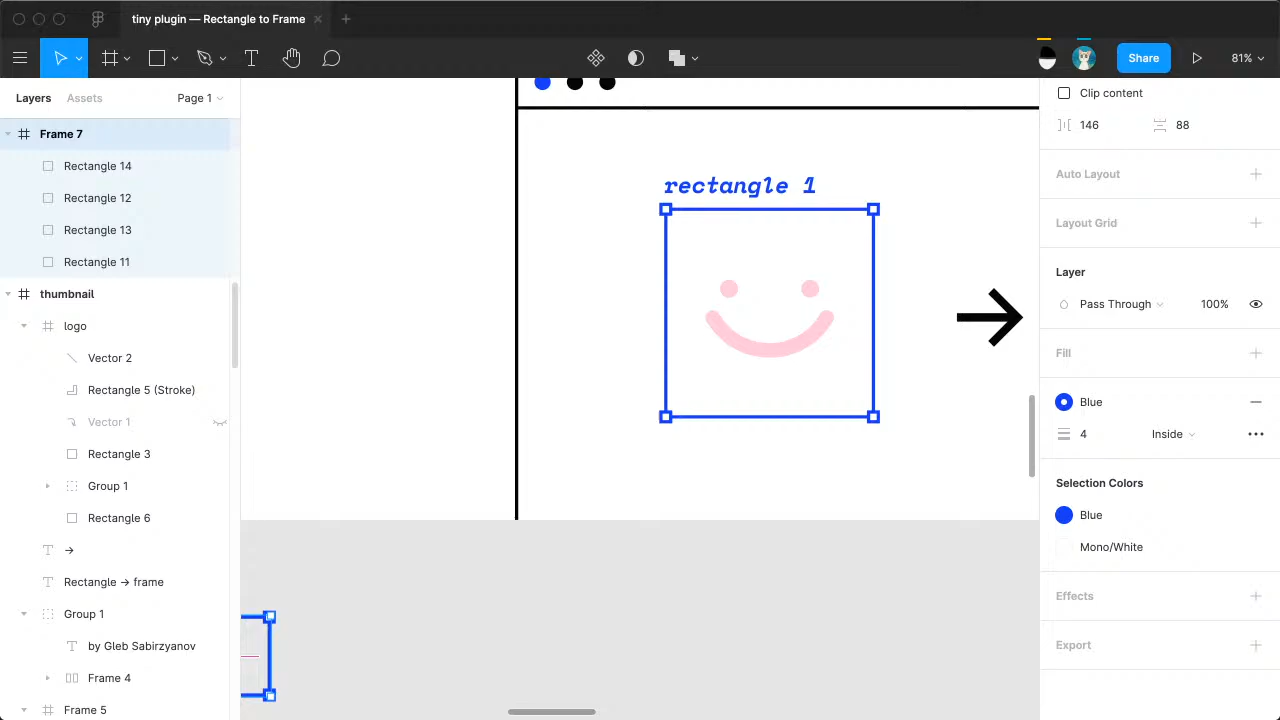 tiny plugin — Rectangle to Frame
Share
81%
Layers
Assets
Page 1
Frame 7
Rectangle 14
Rectangle 12
Rectangle 13
Rectangle 11
thumbnail
logo
Vector 2
Rectangle 5 (Stroke)
Vector 1
Rectangle 3
Group 1
Rectangle 6
→
Rectangle → frame
Group 1
by Gleb Sabirzyanov
Frame 4
Frame 5
rectangle 1
Clip content
146
88
Auto Layout
Layout Grid
Layer
Pass Through
100%
Fill
Blue
4
Inside
Selection Colors
Blue
Mono/White
Effects
Export